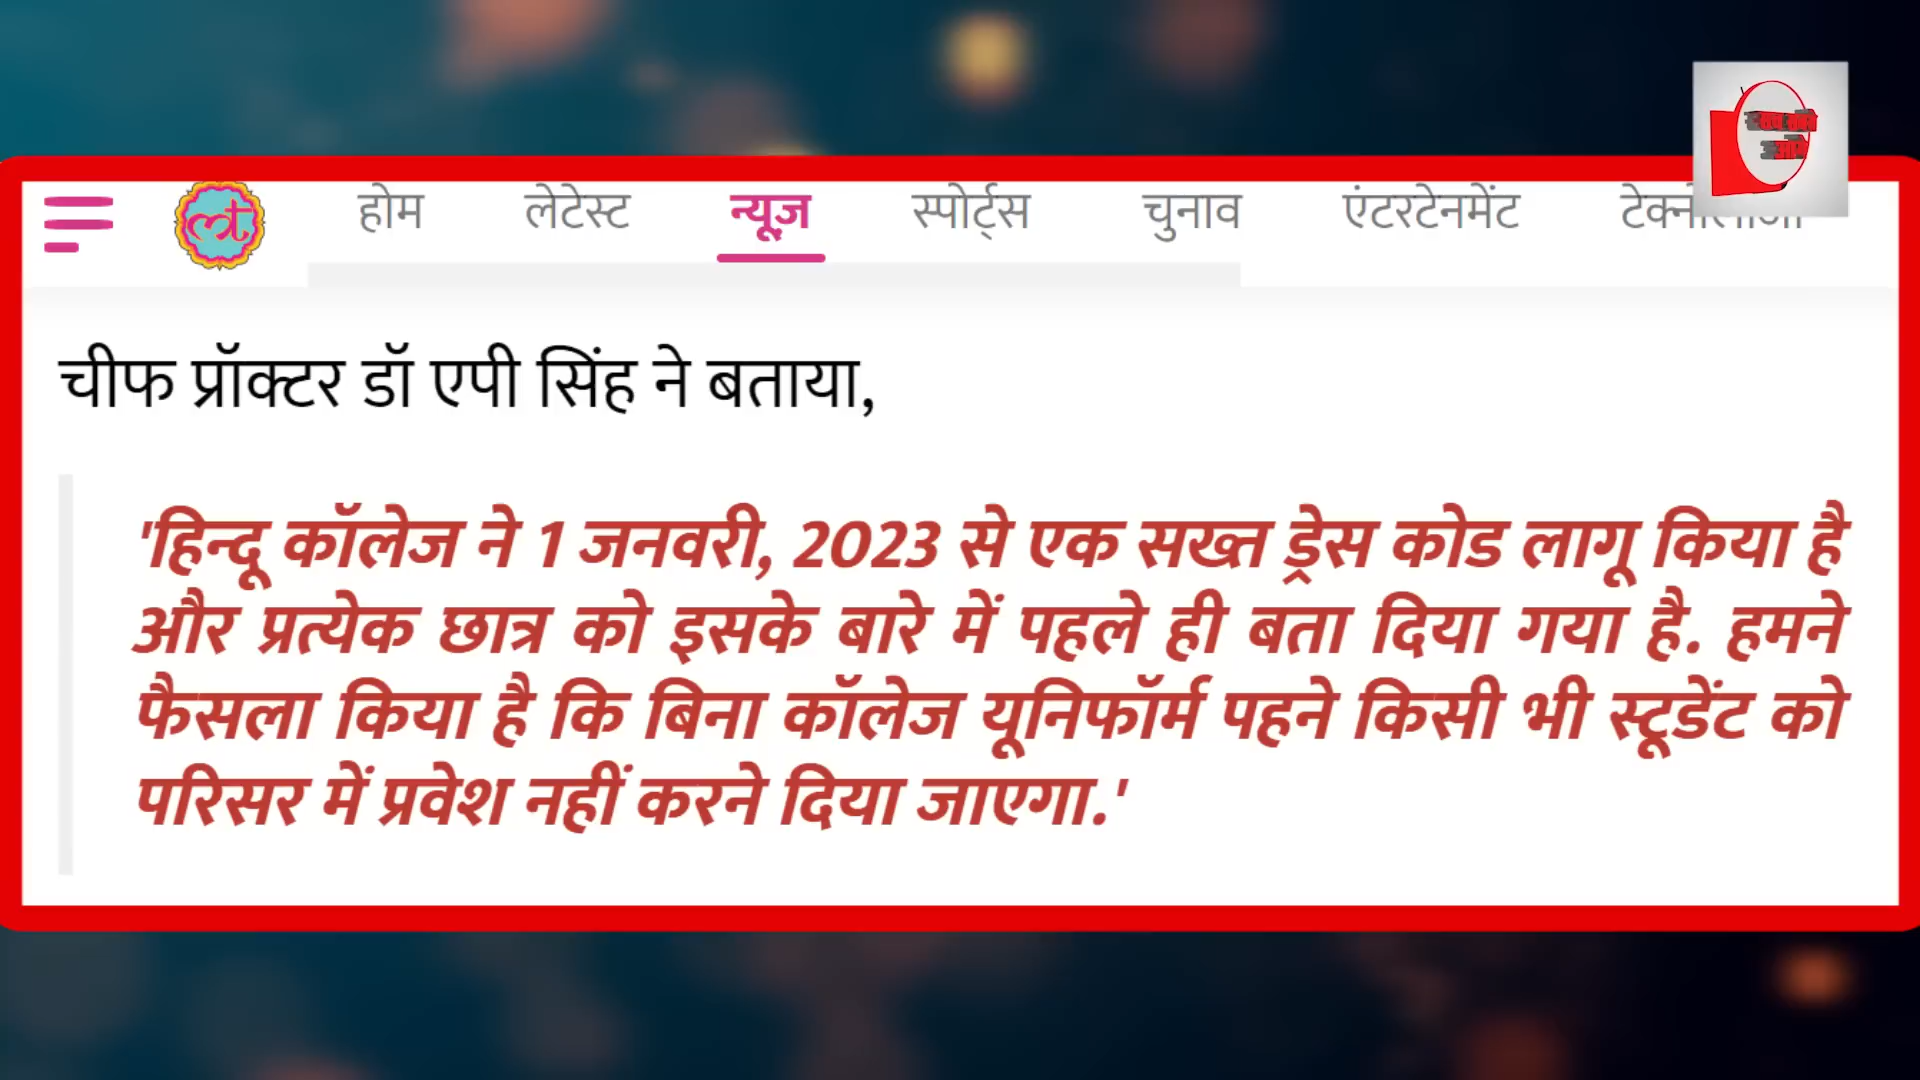 होम लेटेस्ट न्यूज़ स्पोर्ट्स चुनाव एंटरटेनमेंट
चीफ प्रॉक्टर डॉ एपी सिंह ने बताया,
'हिन्दू कॉलेज ने 1 जनवरी, 2023 से एक सख्त ड्रेस कोड लागू किया है
और प्रत्येक छात्र को इसके बारे में पहले ही बता दिया गया है. हमने
फैसला किया है कि बिना कॉलेज यूनिफॉर्म पहने किसी भी स्टूडेंट को
परिसर में प्रवेश नहीं करने दिया जाएगा.'